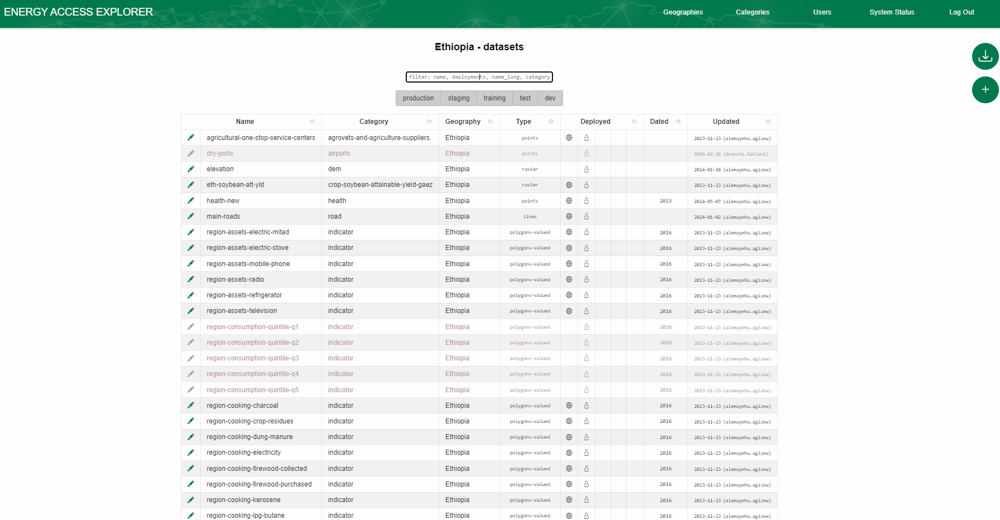 ENERGY ACCESS EXPLORER Geographies Categories Users System Status Log Out
Ethiopia - datasets
filter: name, deployments, name_long, category
production staging training test dev
Name Category Geography Type Deployed Dated Updated
agricultural-one-stop-service-centers agrovets-and-agriculture-suppliers Ethiopia points 2023-11-23 (alemayehu.agizew)
dry-ports airports Ethiopia points 2024-02-26 (Akansha.Saklani)
elevation dem Ethiopia raster 2024-01-18 (alemayehu.agizew)
eth-soybean-att-yld crop-soybean-attainable-yield-gaez Ethiopia raster 2023-11-23 (alemayehu.agizew)
health-new health Ethiopia points 2023 2024-05-07 (alemayehu.agizew)
main-roads road Ethiopia lines 2024-01-02 (alemayehu.agizew)
region-assets-electric-mitad indicator Ethiopia polygons-valued 2016 2023-11-23 (alemayehu.agizew)
region-assets-electric-stove indicator Ethiopia polygons-valued 2016 2023-11-23 (alemayehu.agizew)
region-assets-mobile-phone indicator Ethiopia polygons-valued 2016 2023-11-23 (alemayehu.agizew)
region-assets-radio indicator Ethiopia polygons-valued 2016 2023-11-23 (alemayehu.agizew)
region-assets-refrigerator indicator Ethiopia polygons-valued 2016 2023-11-23 (alemayehu.agizew)
region-assets-television indicator Ethiopia polygons-valued 2016 2023-11-23 (alemayehu.agizew)
region-consumption-quintile-q1 indicator Ethiopia polygons-valued 2016 2023-11-23 (alemayehu.agizew)
region-consumption-quintile-q2 indicator Ethiopia polygons-valued 2016 2023-11-23 (alemayehu.agizew)
region-consumption-quintile-q3 indicator Ethiopia polygons-valued 2016 2023-11-23 (alemayehu.agizew)
region-consumption-quintile-q4 indicator Ethiopia polygons-valued 2016 2023-11-23 (alemayehu.agizew)
region-consumption-quintile-q5 indicator Ethiopia polygons-valued 2016 2023-11-23 (alemayehu.agizew)
region-cooking-charcoal indicator Ethiopia polygons-valued 2016 2023-11-23 (alemayehu.agizew)
region-cooking-crop-residues indicator Ethiopia polygons-valued 2016 2023-11-23 (alemayehu.agizew)
region-cooking-dung-manure indicator Ethiopia polygons-valued 2016 2023-11-23 (alemayehu.agizew)
region-cooking-electricity indicator Ethiopia polygons-valued 2016 2023-11-23 (alemayehu.agizew)
region-cooking-firewood-collected indicator Ethiopia polygons-valued 2016 2023-11-23 (alemayehu.agizew)
region-cooking-firewood-purchased indicator Ethiopia polygons-valued 2016 2023-11-23 (alemayehu.agizew)
region-cooking-kerosene indicator Ethiopia polygons-valued 2016 2023-11-23 (alemayehu.agizew)
region-cooking-lpg-butane indicator Ethiopia polygons-valued 2016 2023-11-23 (alemayehu.agizew)